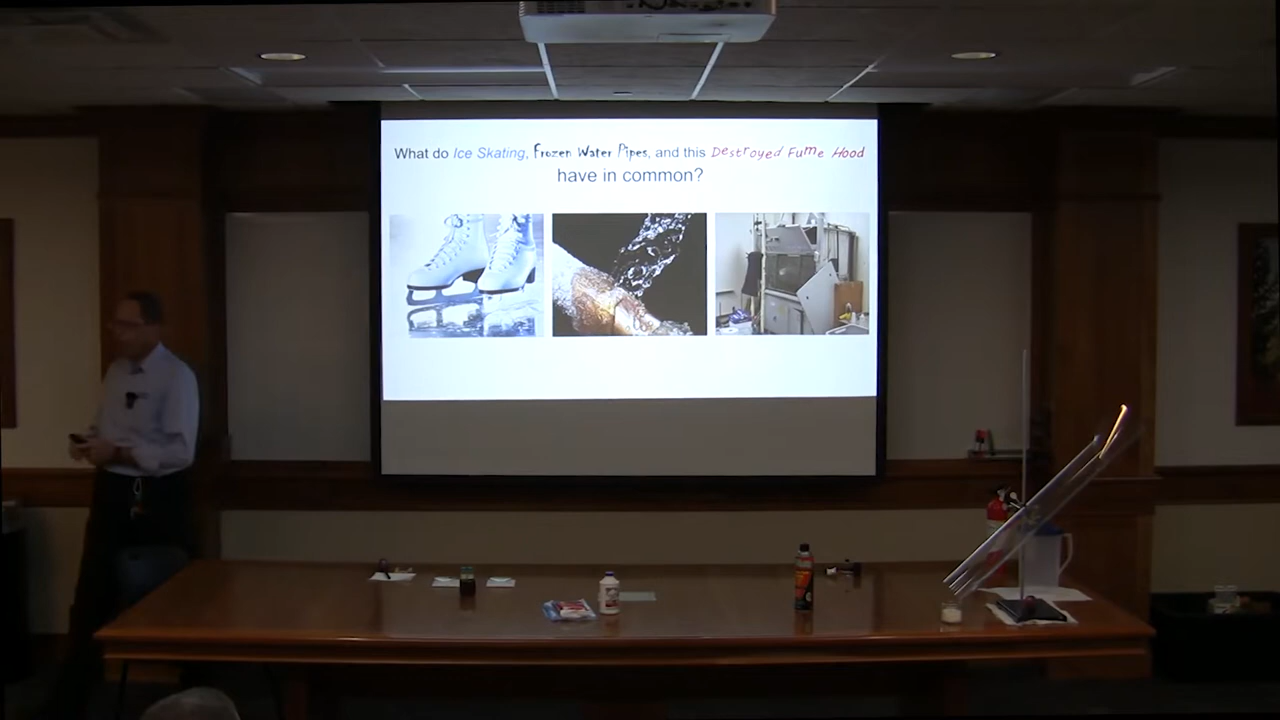 What do Ice Skating, Frozen Water Pipes, and this Destroyed Fume Hood
have in common?